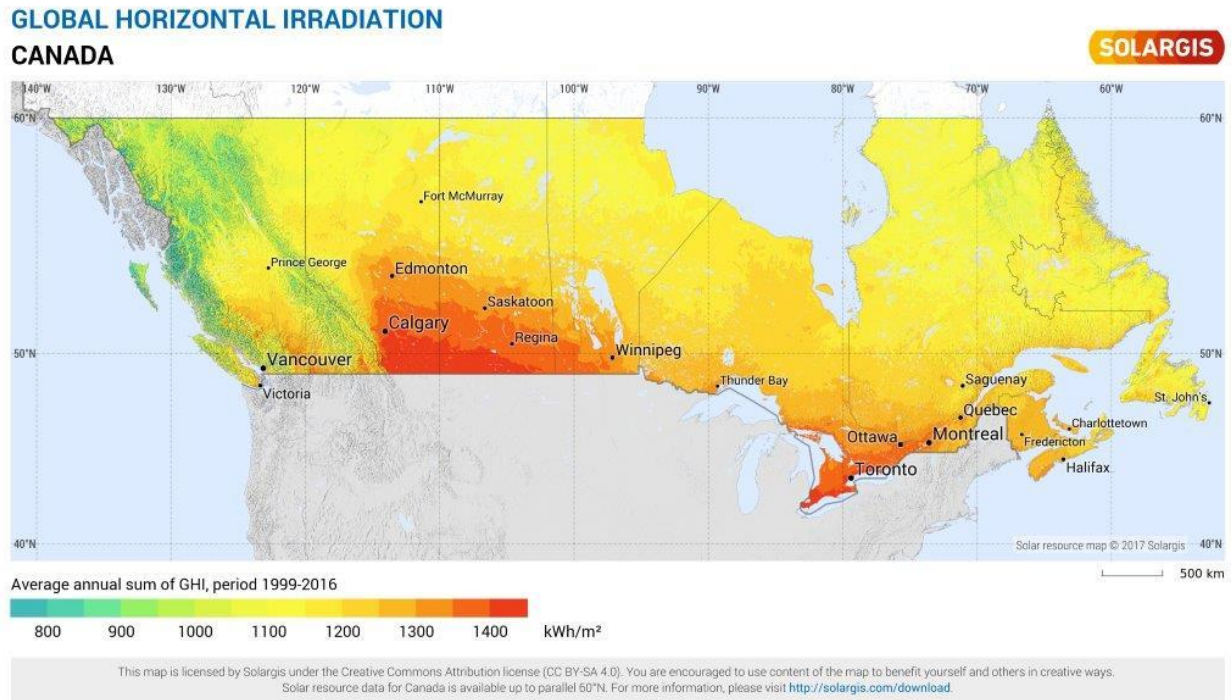 GLOBAL HORIZONTAL IRRADIATION
CANADA
SOLARGIS
140°W 130°W 120°W 110°W 100°W 90°W 80°W 70°W 60°W
60°N 60°N
Fort McMurray
Prince George
Edmonton
Saskatoon
Calgary
Regina
Winnipeg
50°N 50°N
Vancouver
Thunder Bay
Saguenay
Victoria
St. John's
Quebec
Charlottetown
Ottawa
Montreal
Fredericton
Halifax
Toronto
40°N Solar resource map © 2017 Solargis 40°N
500 km
Average annual sum of GHI, period 1999-2016
800 900 1000 1100 1200 1300 1400 kWh/m²
This map is licensed by Solargis under the Creative Commons Attribution license (CC BY-SA 4.0). You are encouraged to use content of the map to benefit yourself and others in creative ways.
Solar resource data for Canada is available up to parallel 60°N. For more information, please visit http://solargis.com/download.